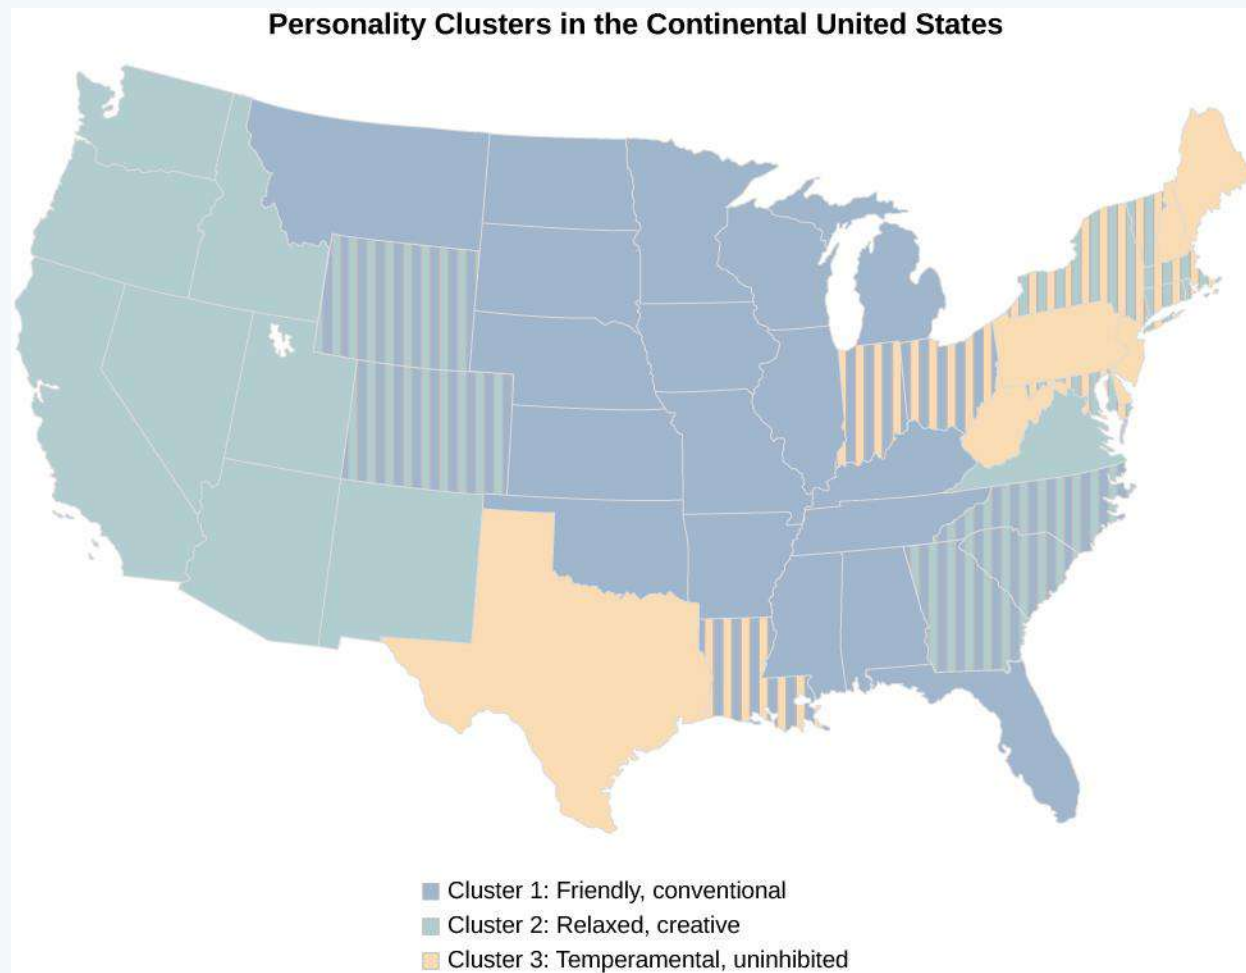 Personality Clusters in the Continental United States
Cluster 1: Friendly, conventional
Cluster 2: Relaxed, creative
Cluster 3: Temperamental, uninhibited